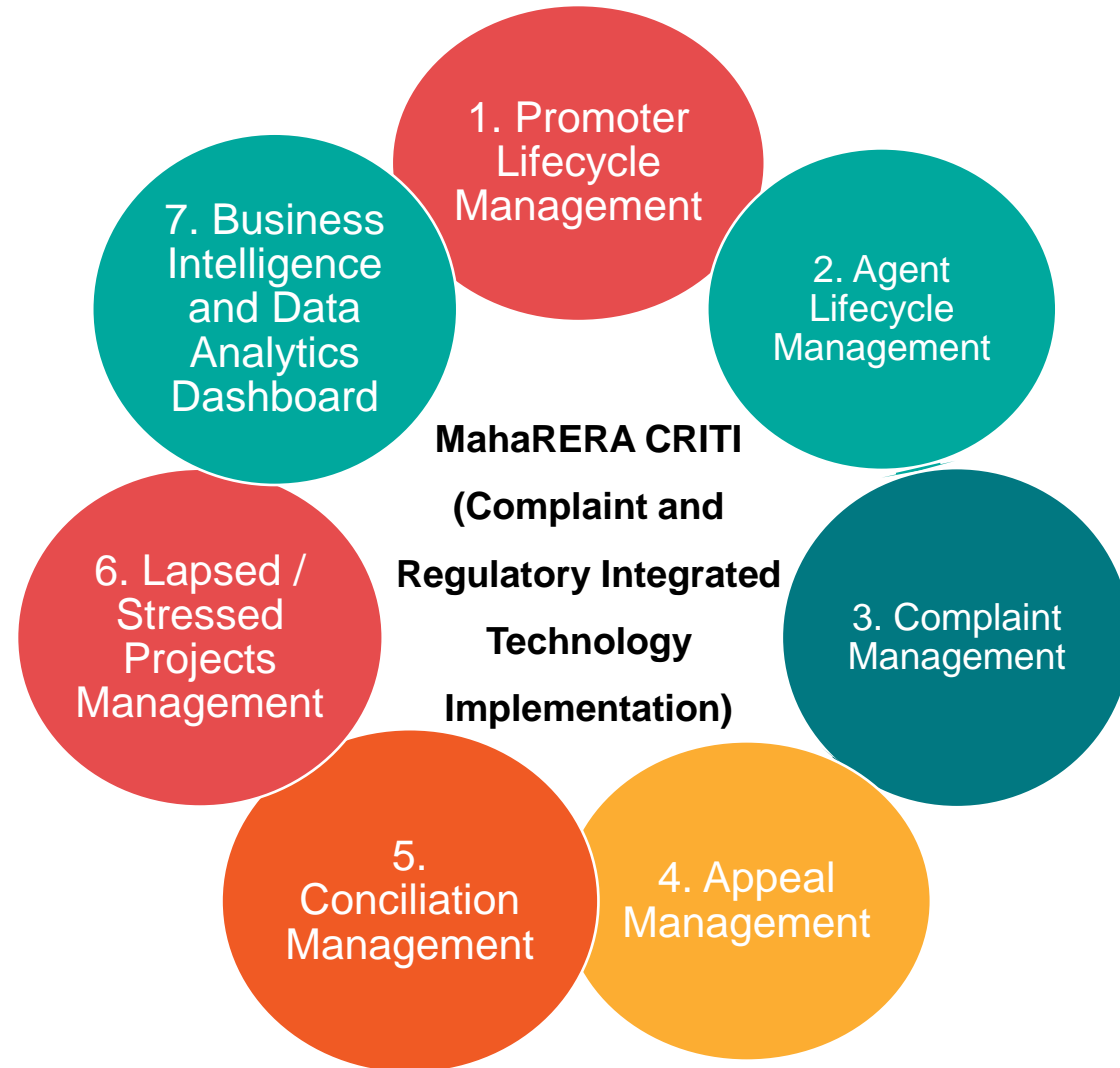 1. Promoter
Lifecycle
Management
2. Agent
Lifecycle
Management
3. Complaint
Management
4. Appeal
Management
5.
Conciliation
Management
6. Lapsed /
Stressed
Projects
Management
7. Business
Intelligence
and Data
Analytics
Dashboard
MahaRERA CRITI
(Complaint and
Regulatory Integrated
Technology
Implementation)